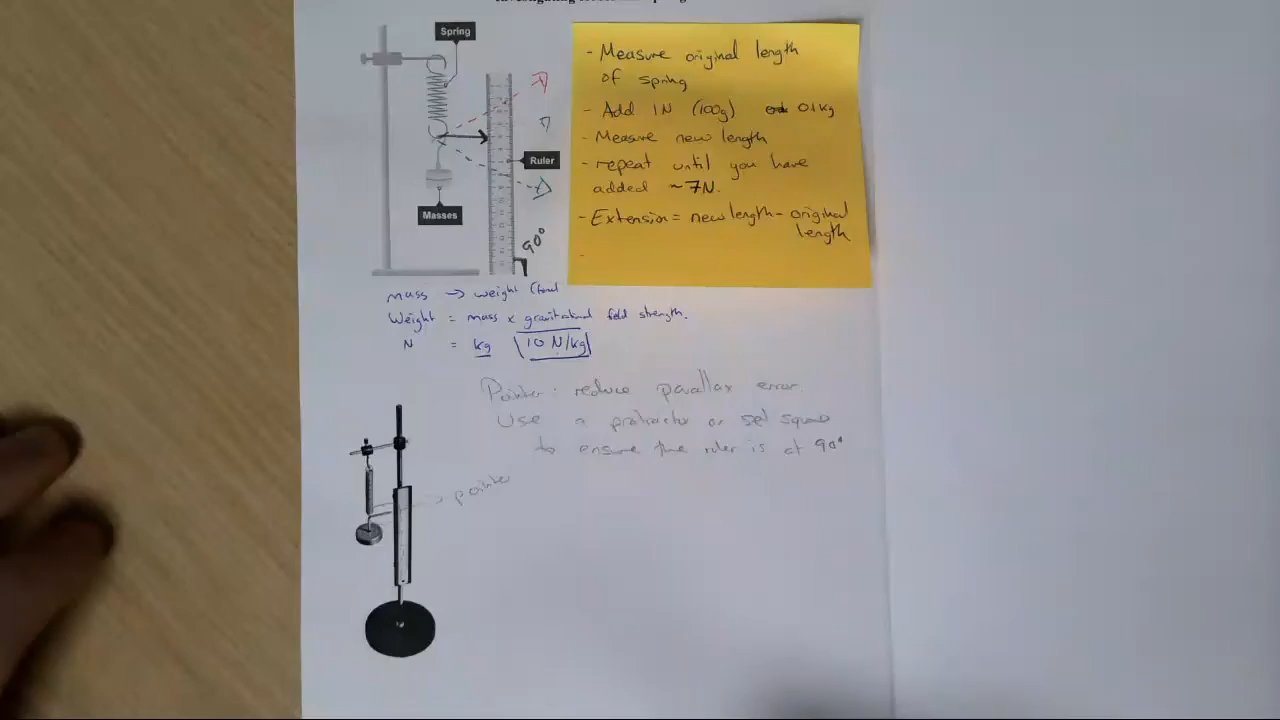 Spring
Ruler
Masses
90°
- Measure original length
of spring
- Add 1N (100g) 0.1kg
- Measure new length
- repeat until you have
added ~7N.
- Extension = new length - original
length
mass → weight
Weight = mass x gravitational field strength.
N = kg (10 N/kg)
Pointer - reduce parallax error.
Use a protractor or set square
to ensure the ruler is at 90°
pointer